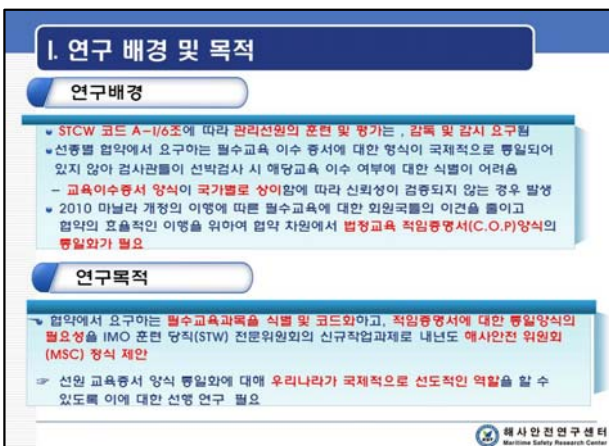 I. 연구 배경 및 목적
연구배경
STCW 코드 A-I/6조에 따라 관리선원의 훈련 및 평가는 , 감독 및 감시 요구됨
선종별 협약에서 요구하는 필수교육 이수 증서에 대한 형식이 국제적으로 통일되어
있지 않아 검사관들이 선박검사 시 해당교육 이수 여부에 대한 식별이 어려움
– 교육이수증서 양식이 국가별로 상이함에 따라 신뢰성이 검증되지 않는 경우 발생
2010 마닐라 개정의 이행에 따른 필수교육에 대한 회원국들의 이견을 줄이고
협약의 효율적인 이행을 위하여 협약 차원에서 법정교육 적임증명서(C.O.P)양식의
통일화가 필요
연구목적
협약에서 요구하는 필수교육과목을 식별 및 코드화하고, 적임증명서에 대한 통일양식의
필요성을 IMO 훈련 당직(STW) 전문위원회의 신규작업과제로 내년도 해사안전 위원회
(MSC) 정식 제안
☞ 선원 교육증서 양식 통일화에 대해 우리나라가 국제적으로 선도적인 역할을 할 수
있도록 이에 대한 선행 연구 필요
해사안전연구센터
Maritime Safety Research Center